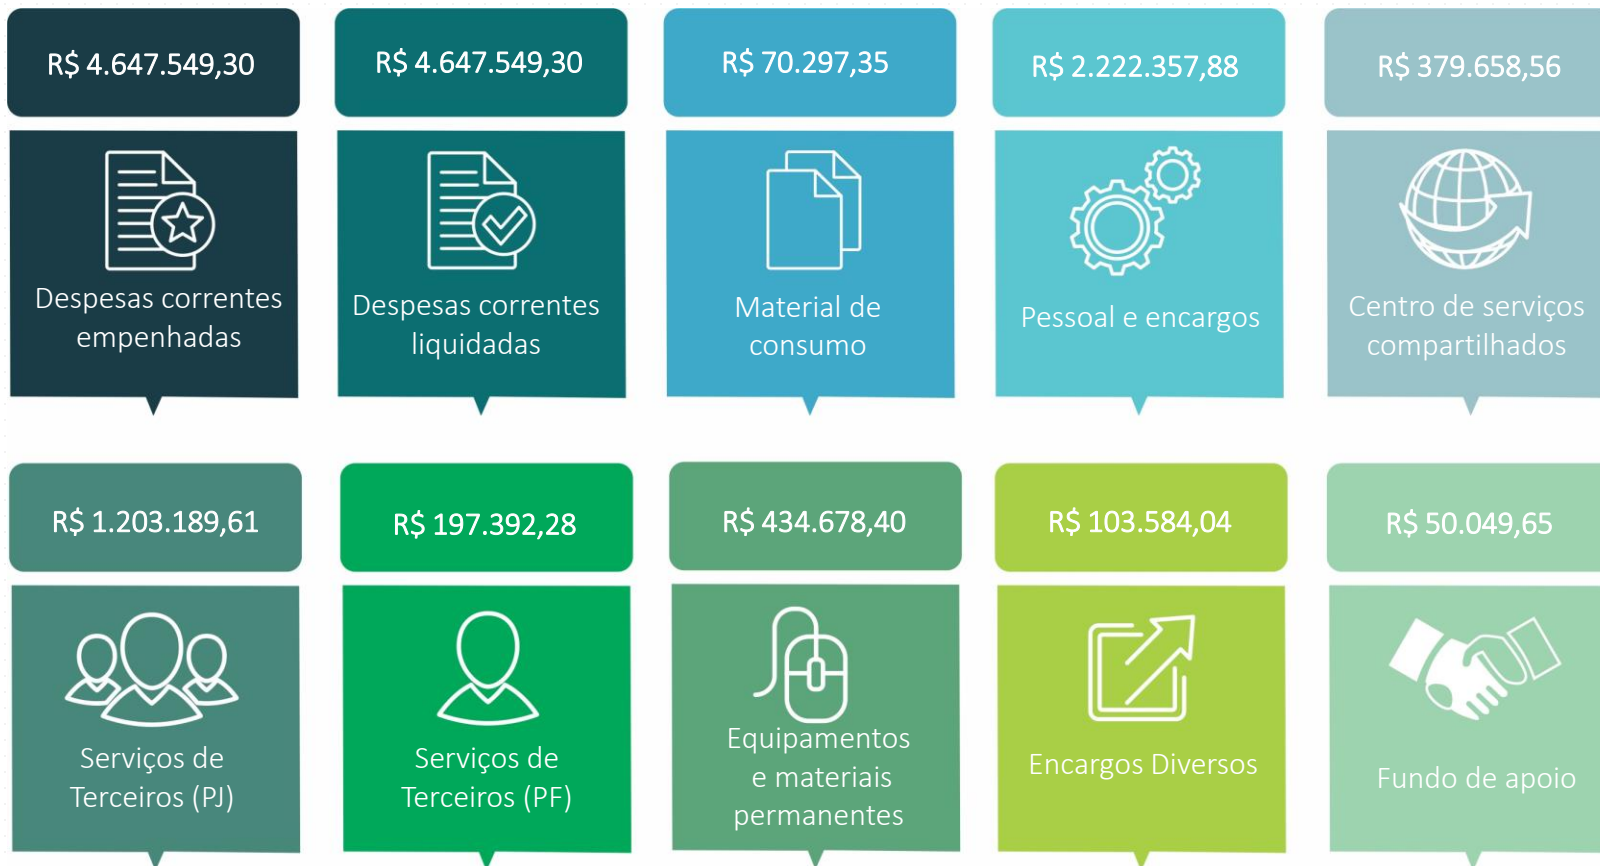 R$ 4.647.549,30
R$ 4.647.549,30
R$ 70.297,35
R$ 2.222.357,88
R$ 379.658,56
Despesas correntes
empenhadas
Despesas correntes
liquidadas
Material de
consumo
Pessoal e encargos
Centro de serviços
compartilhados
R$ 1.203.189,61
R$ 197.392,28
R$ 434.678,40
R$ 103.584,04
R$ 50.049,65
Serviços de
Terceiros (PJ)
Serviços de
Terceiros (PF)
Equipamentos
e materiais
permanentes
Encargos Diversos
Fundo de apoio